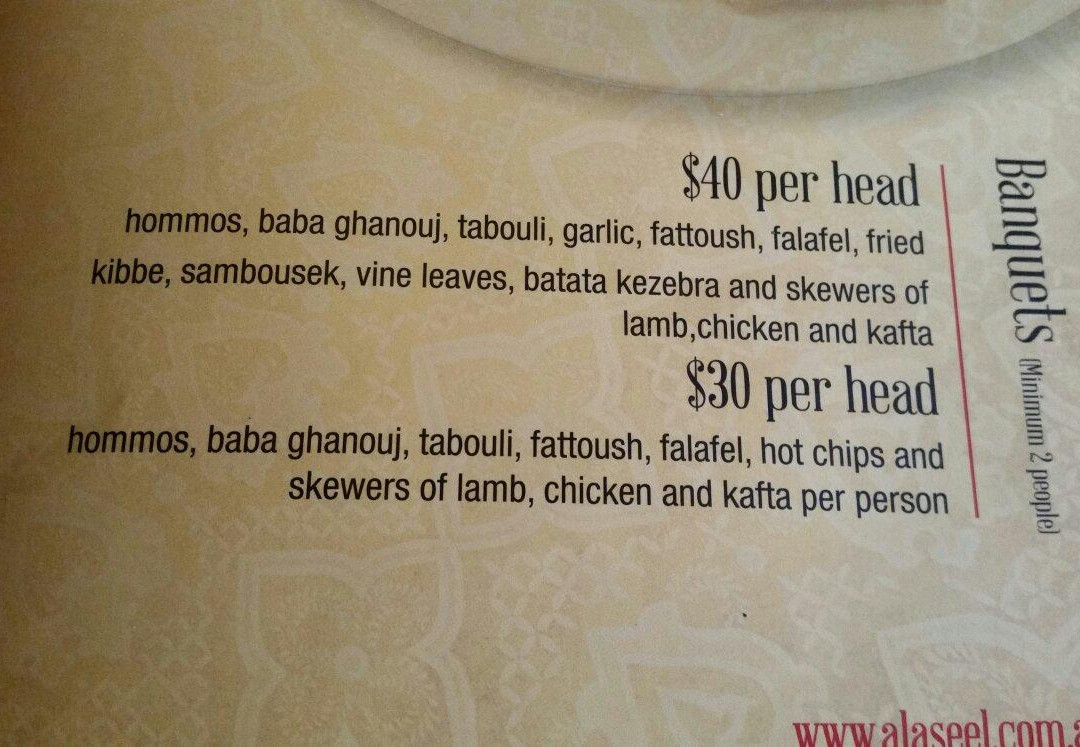 $40 per head
hommos, baba ghanouj, tabouli, garlic, fattoush, falafel, fried
kibbe, sambousek, vine leaves, batata kezebra and skewers of
lamb,chicken and kafta
$30 per head
hommos, baba ghanouj, tabouli, fattoush, falafel, hot chips and
skewers of lamb, chicken and kafta per person
Banquets (Minimum 2 people)
www.alaseel.com.a